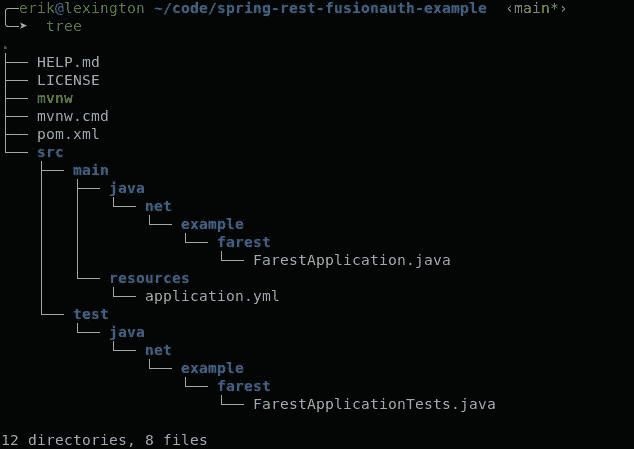 ╭─erik@lexington ~/code/spring-rest-fusionauth-example ‹main*›
╰─➤  tree
.
├── HELP.md
├── LICENSE
├── mvnw
├── mvnw.cmd
├── pom.xml
└── src
    ├── main
    │   ├── java
    │   │   └── net
    │   │       └── example
    │   │           └── farest
    │   │               └── FarestApplication.java
    │   └── resources
    │       └── application.yml
    └── test
        └── java
            └── net
                └── example
                    └── farest
                        └── FarestApplicationTests.java
12 directories, 8 files